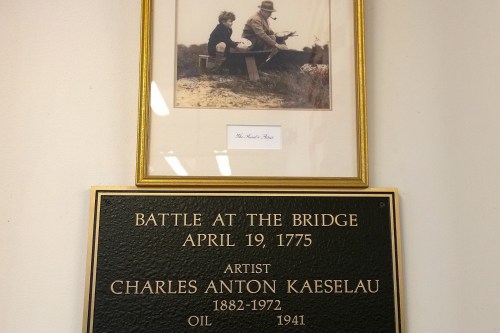 BATTLE AT THE BRIDGE
APRIL 19, 1775
ARTIST
CHARLES ANTON KAESELAU
1882-1972
OIL 1941